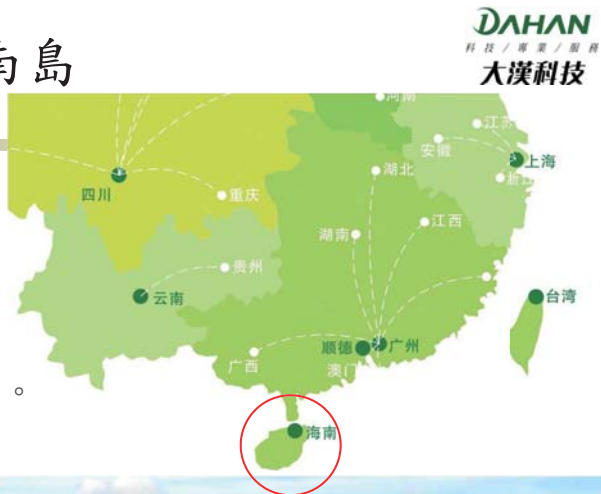 南島
DAHAN
科技/專業/服務
大漢科技
河南
江苏
安徽
上海
浙江
四川
重庆
湖北
湖南
江西
贵州
云南
台湾
顺德
广州
广西
澳门
海南
。